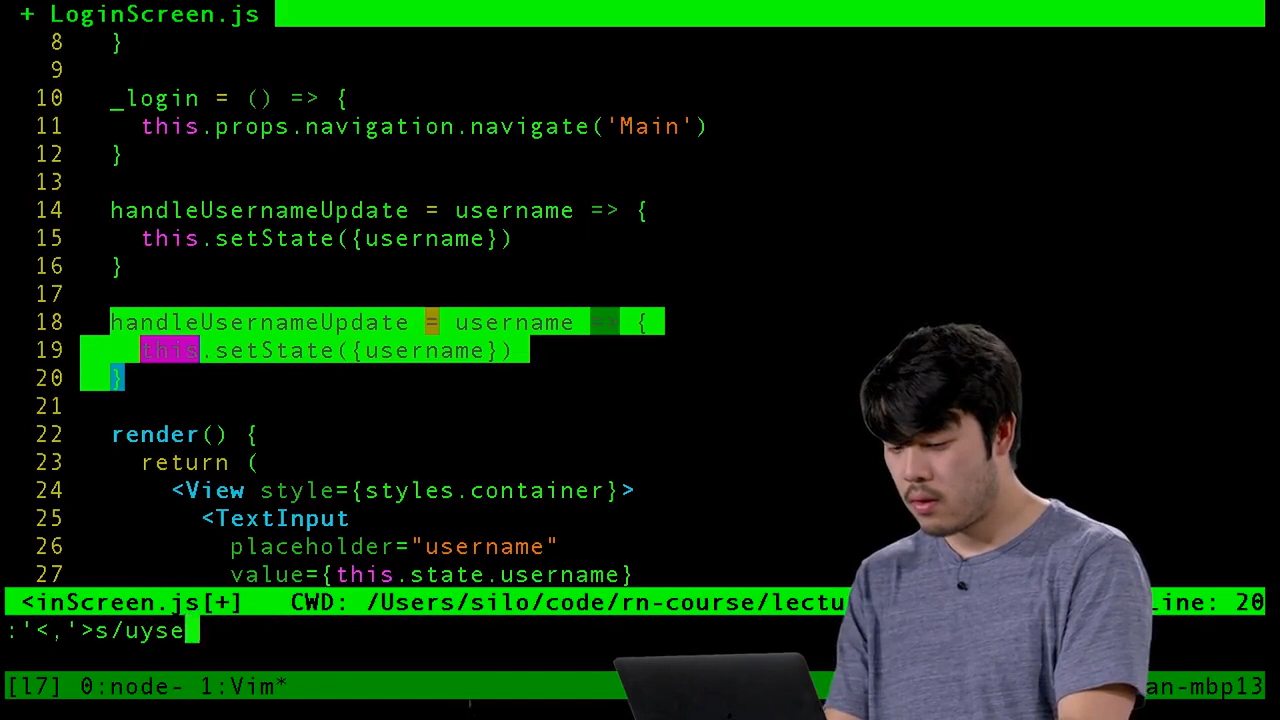 + LoginScreen.js
8 }
9
10 _login = () => {
11 this.props.navigation.navigate('Main')
12 }
13
14 handleUsernameUpdate = username => {
15 this.setState({username})
16 }
17
18 handleUsernameUpdate = username => {
19 this.setState({username})
20 }
21
22 render() {
23 return (
24 <View style={styles.container}>
25 <TextInput
26 placeholder="username"
27 value={this.state.username}
<inScreen.js[+] CWD: /Users/silo/code/rn-course/lectu Line: 20
:'<,'>s/uyse
[l7] 0:node- 1:Vim* an-mbp13